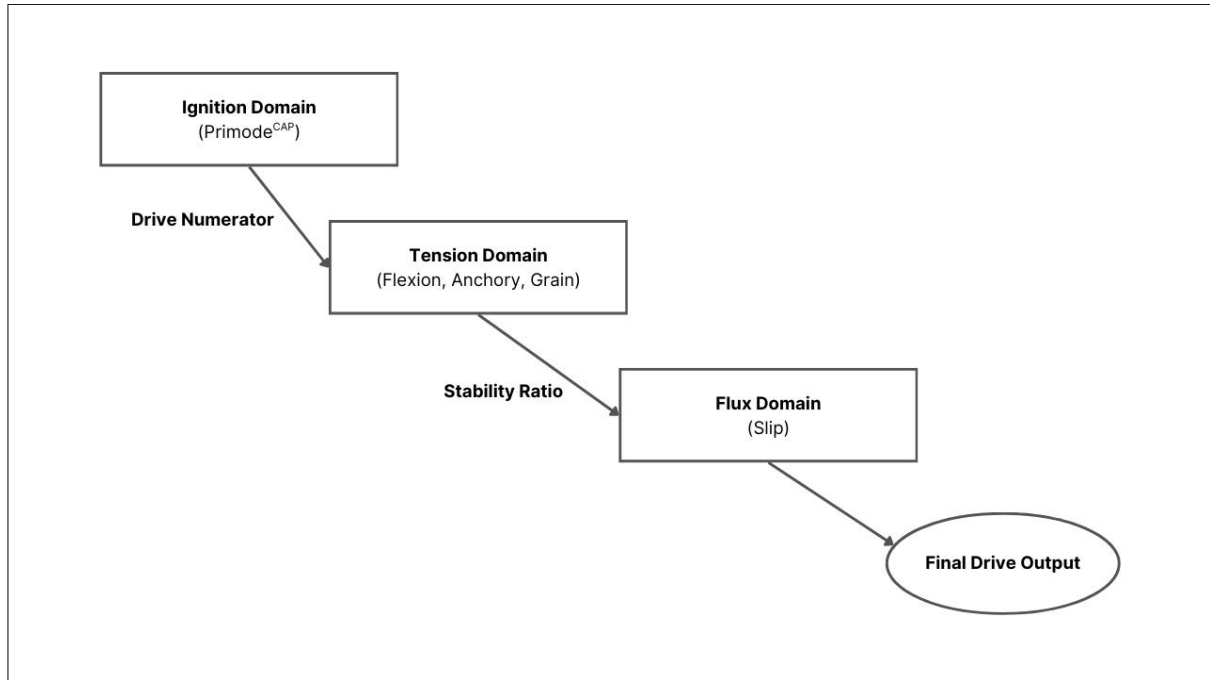 Ignition Domain
(Primode^CAP)
Drive Numerator
Tension Domain
(Flexion, Anchory, Grain)
Stability Ratio
Flux Domain
(Slip)
Final Drive Output